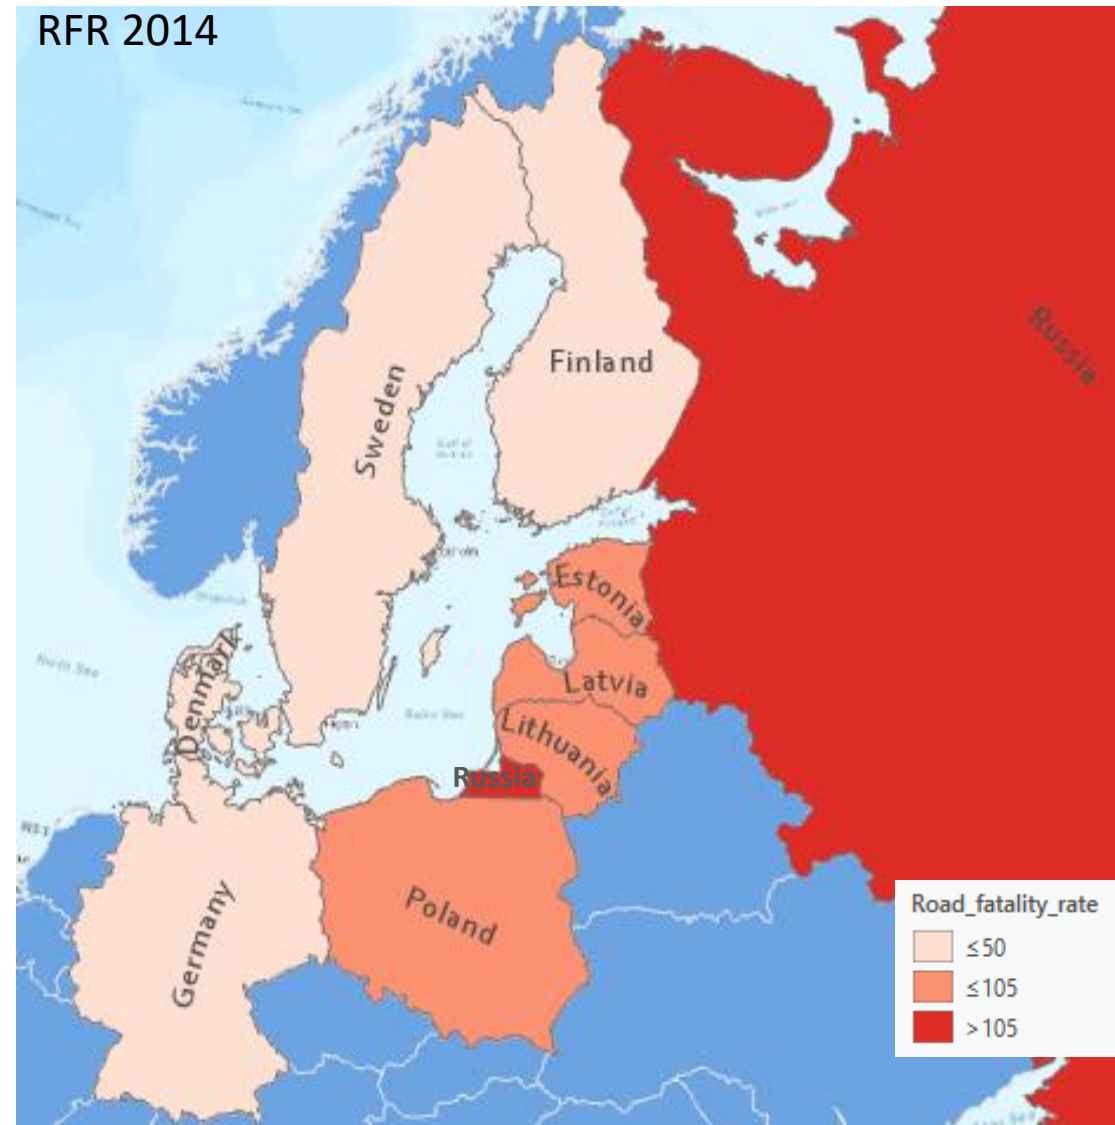 RFR 2014
Russia
Finland
Sweden
Estonia
Denmark
Latvia
Lithuania
Russia
Poland
Germany
Road_fatality_rate
≤50
≤105
>105